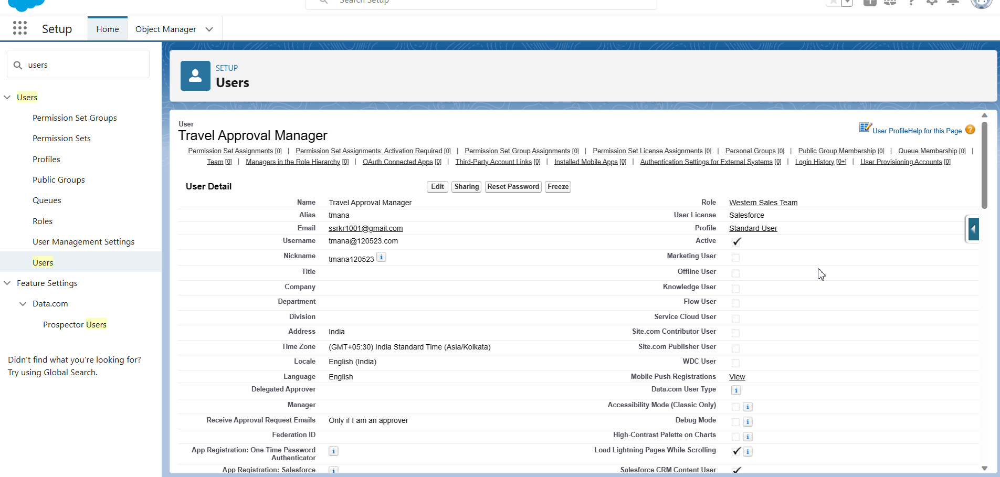 Search Setup
Setup
Home
Object Manager
users
Users
Permission Set Groups
Permission Sets
Profiles
Public Groups
Queues
Roles
User Management Settings
Users
Feature Settings
Data.com
Prospector Users
Didn't find what you're looking for?
Try using Global Search.
SETUP
Users
User
Travel Approval Manager
User Profile Help for this Page ?
Permission Set Assignments [0] | Permission Set Assignments: Activation Required [0] | Permission Set Group Assignments [0] | Permission Set License Assignments [0] | Personal Groups [0] | Public Group Membership [0] | Queue Membership [0] |
Team [0] | Managers in the Role Hierarchy [0] | OAuth Connected Apps [0] | Third-Party Account Links [0] | Installed Mobile Apps [0] | Authentication Settings for External Systems [0] | Login History [0+] | User Provisioning Accounts [0]
User Detail Edit Sharing Reset Password Freeze
Name Travel Approval Manager Role Western Sales Team
Alias tmana User License Salesforce
Email ssrkr1001@gmail.com Profile Standard User
Username tmana@120523.com Active
Nickname tmana120523 i Marketing User
Title Offline User
Company Knowledge User
Department Flow User
Division Service Cloud User
Address India Site.com Contributor User
Time Zone (GMT+05:30) India Standard Time (Asia/Kolkata) Site.com Publisher User
Locale English (India) WDC User
Language English Mobile Push Registrations View
Delegated Approver Data.com User Type i
Manager Accessibility Mode (Classic Only) i
Receive Approval Request Emails Only if I am an approver Debug Mode i
Federation ID High-Contrast Palette on Charts i
App Registration: One-Time Password i Load Lightning Pages While Scrolling i
Authenticator
App Registration: Salesforce i Salesforce CRM Content User